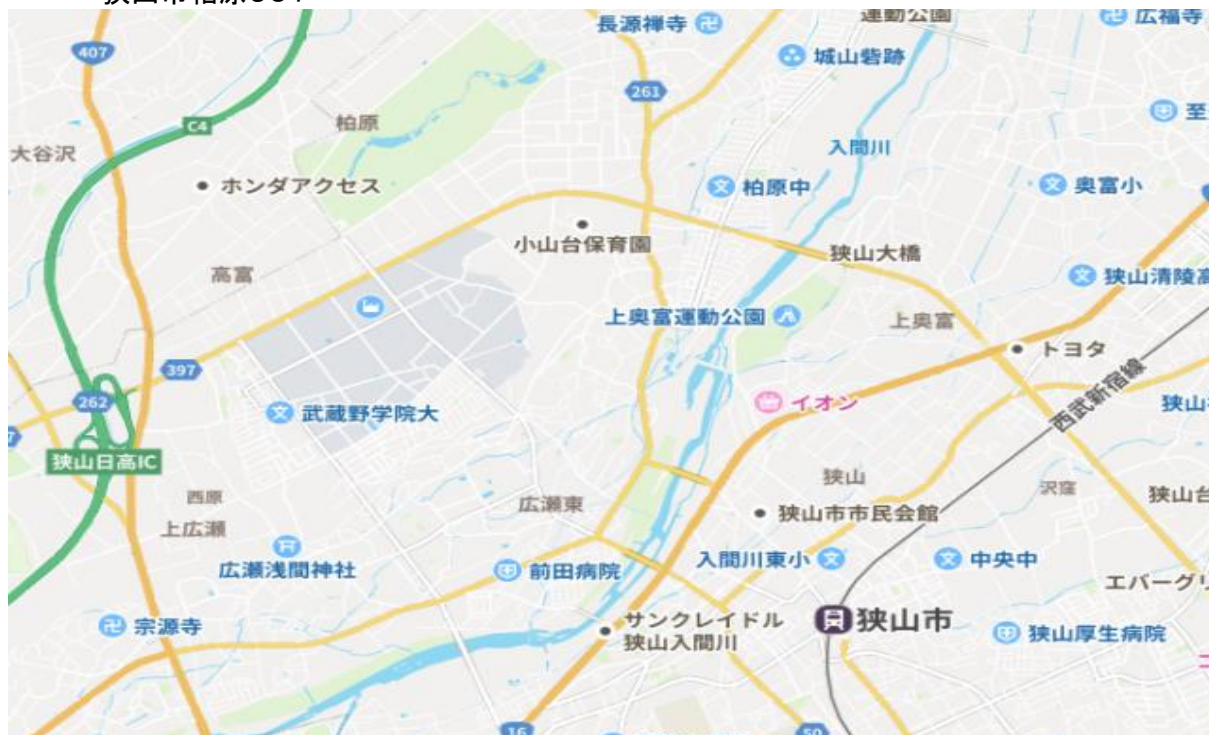 長源禅寺
運動公園
広福寺
407
城山砦跡
261
C4
柏原
入間川
至
大谷沢
ホンダアクセス
柏原中
奥富小
小山台保育園
狭山大橋
高富
狭山清陵高
上奥富運動公園
上奥富
トヨタ
397
西武新宿線
262
武蔵野学院大
イオン
狭山
狭山日高IC
狭山
西原
広瀬東
沢窪
狭山台
上広瀬
狭山市市民会館
広瀬浅間神社
前田病院
入間川東小
中央中
エバーグリ
宗源寺
サンクレイドル
狭山入間川
狭山市
狭山厚生病院
16
50